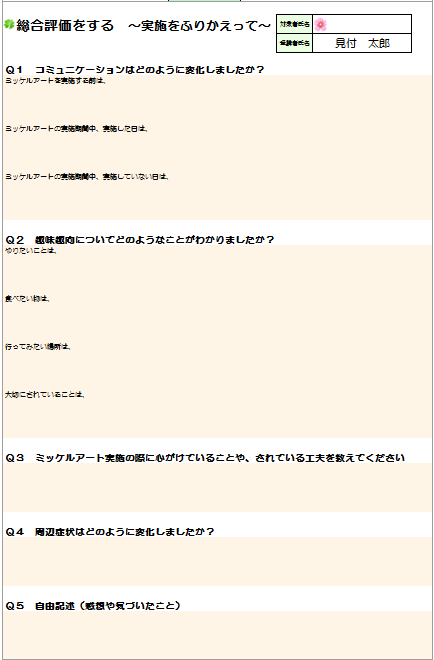 総合評価をする　～実施をふりかえって～
対象者氏名
受験者氏名　見付　太郎
Ｑ１　コミュニケーションはどのように変化しましたか？
ミッケルアートを実施する前は、
ミッケルアートの実施期間中、実施した日は、
ミッケルアートの実施期間中、実施していない日は、
Ｑ２　趣味趣向についてどのようなことがわかりましたか？
やりたいことは、
食べたい物は、
行ってみたい場所は、
大切にされていることは、
Ｑ３　ミッケルアート実施の際に心がけていることや、されている工夫を教えてください
Ｑ４　周辺症状はどのように変化しましたか？
Ｑ５　自由記述（感想や気づいたこと）